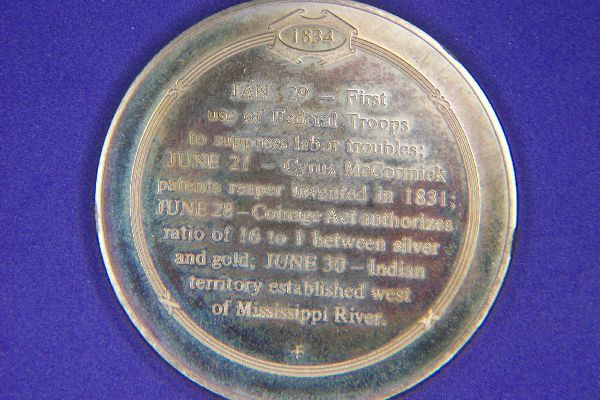 1834
JAN. 29 – First
use of Federal Troops
to suppress labor troubles;
JUNE 21 – Cyrus McCormick
patents reaper invented in 1831;
JUNE 28 – Coinage Act authorizes
ratio of 16 to 1 between silver
and gold; JUNE 30 – Indian
territory established west
of Mississippi River.